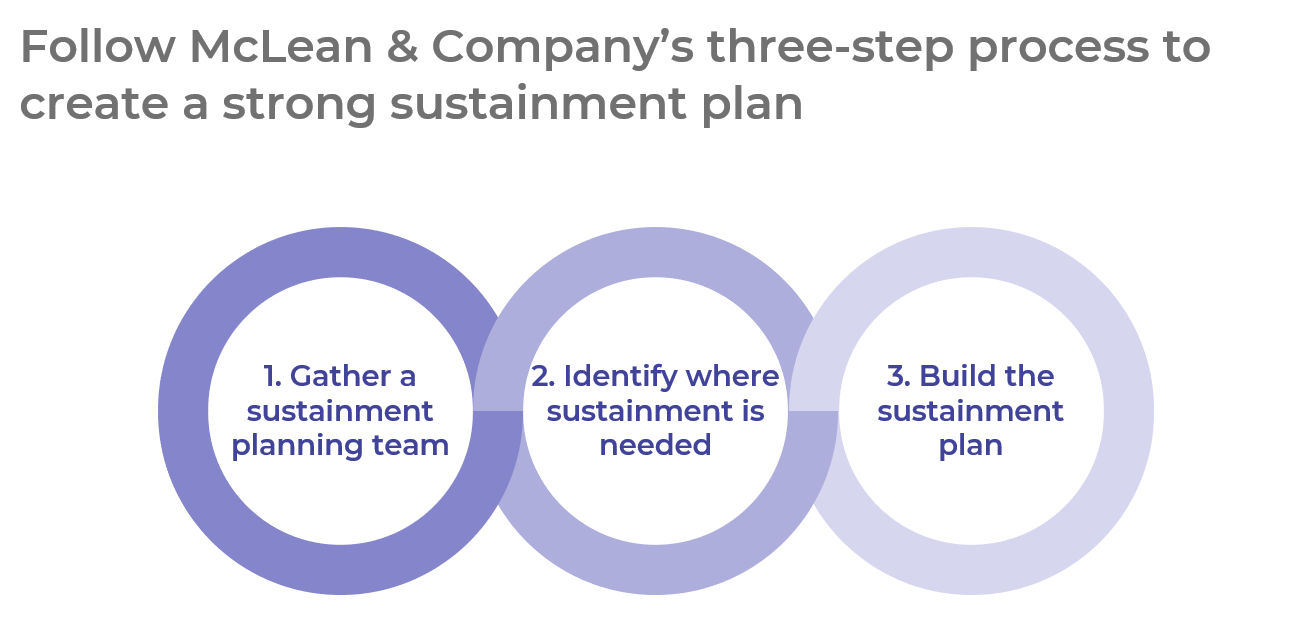 Follow McLean & Company’s three-step process to
create a strong sustainment plan
1. Gather a
sustainment
planning team
2. Identify where
sustainment is
needed
3. Build the
sustainment
plan